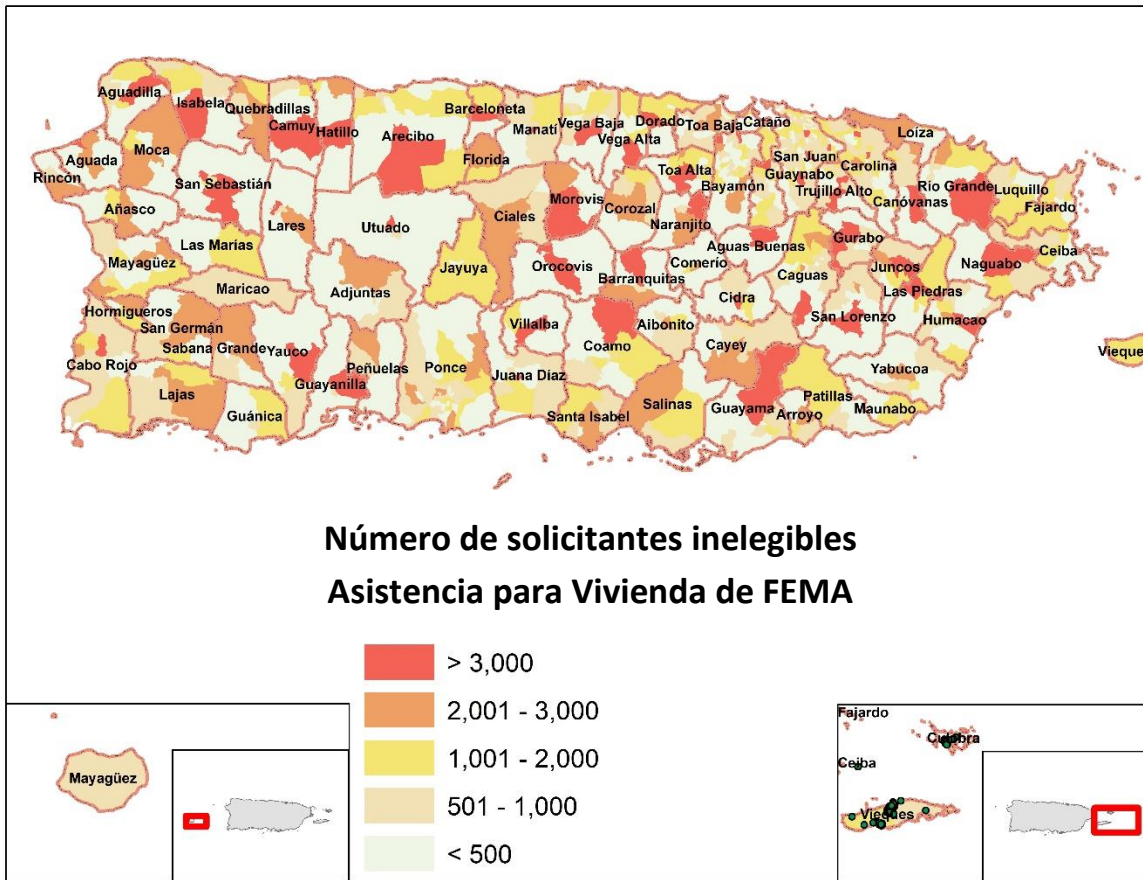 Aguadilla
Isabela
Quebradillas
Camuy
Hatillo
Arecibo
Barceloneta
Manatí
Vega Baja
Vega Alta
Dorado
Toa Baja
Cataño
San Juan
Guaynabo
Carolina
Trujillo Alto
Loíza
Canóvanas
Río Grande
Luquillo
Fajardo
Ceiba
Rincón
Aguada
Moca
San Sebastián
Añasco
Las Marías
Lares
Utuado
Florida
Ciales
Morovis
Corozal
Toa Alta
Bayamón
Naranjito
Aguas Buenas
Comerío
Gurabo
Caguas
Juncos
Las Piedras
Naguabo
Humacao
Mayagüez
Maricao
Adjuntas
Jayuya
Orocovis
Barranquitas
Cidra
San Lorenzo
Hormigueros
San Germán
Sabana Grande
Cabo Rojo
Lajas
Guánica
Yauco
Guayanilla
Peñuelas
Ponce
Villalba
Juana Díaz
Coamo
Aibonito
Cayey
Santa Isabel
Salinas
Guayama
Arroyo
Patillas
Maunabo
Yabucoa
Vieque
Número de solicitantes inelegibles
Asistencia para Vivienda de FEMA
> 3,000
2,001 - 3,000
1,001 - 2,000
501 - 1,000
< 500
Mayagüez
Fajardo
Culebra
Ceiba
Vieques